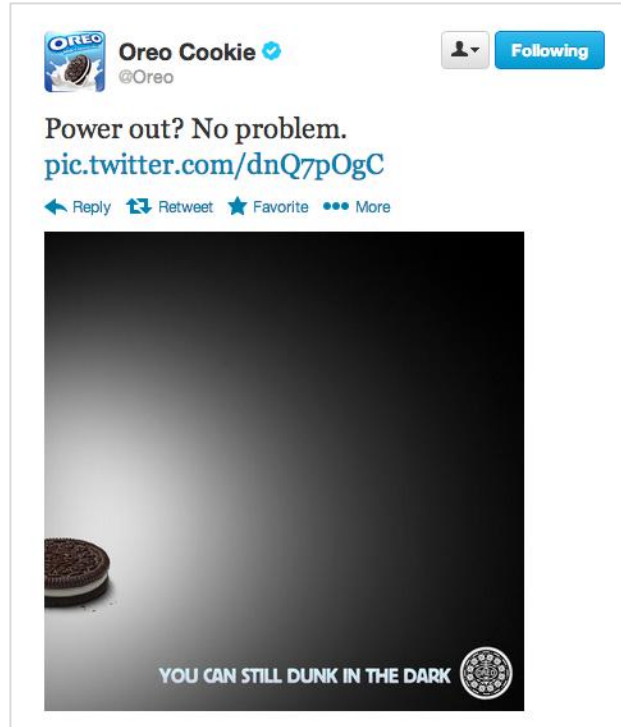 OREO
Oreo Cookie
@Oreo
Following
Power out? No problem.
pic.twitter.com/dnQ7pOgC
Reply Retweet Favorite More
YOU CAN STILL DUNK IN THE DARK
OREO